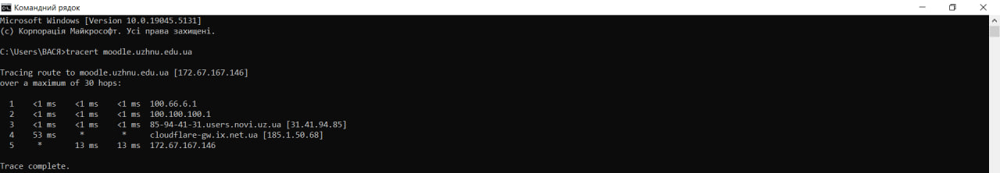 Командний рядок
Microsoft Windows [Version 10.0.19045.5131]
(c) Корпорація Майкрософт. Усі права захищені.
C:\Users\ВАСЯ>tracert moodle.uzhnu.edu.ua
Tracing route to moodle.uzhnu.edu.ua [172.67.167.146]
over a maximum of 30 hops:
1 <1 ms <1 ms <1 ms 100.66.6.1
2 <1 ms <1 ms <1 ms 100.100.100.1
3 <1 ms <1 ms <1 ms 85-94-41-31.users.novi.uz.ua [31.41.94.85]
4 53 ms * * cloudflare-gw.ix.net.ua [185.1.50.68]
5 * 13 ms 13 ms 172.67.167.146
Trace complete.